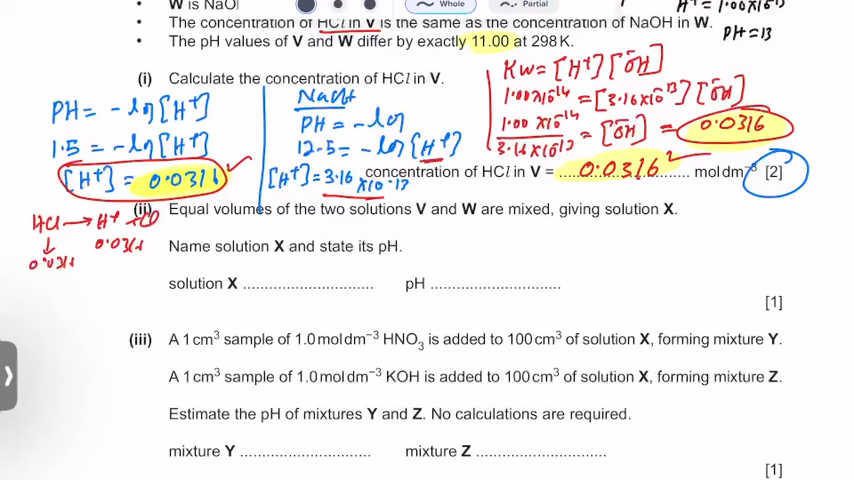 • W is NaOH
Whole Partial
H⁺ = 1.00×10⁻¹³
PH = 13
• The concentration of HCl in V is the same as the concentration of NaOH in W.
• The pH values of V and W differ by exactly 11.00 at 298 K.
(i) Calculate the concentration of HCl in V.
PH = -log[H⁺]
1.5 = -log[H⁺]
[H⁺] = 0.0316
NaOH
PH = -log
12.5 = -log[H⁺]
[H⁺] = 3.16 ×10⁻¹³
Kw = [H⁺][OH⁻]
1.00×10⁻¹⁴ = [3.16×10⁻¹³][OH⁻]
1.00×10⁻¹⁴ / 3.16×10⁻¹³ = [OH⁻] = 0.0316
concentration of HCl in V = .....0.0316..... mol dm⁻³ [2]
HCl → H⁺ + Cl⁻
↓ 0.0316
0.0316
(ii) Equal volumes of the two solutions V and W are mixed, giving solution X.
Name solution X and state its pH.
solution X .............................. pH ..............................
[1]
(iii) A 1 cm³ sample of 1.0 mol dm⁻³ HNO₃ is added to 100 cm³ of solution X, forming mixture Y.
A 1 cm³ sample of 1.0 mol dm⁻³ KOH is added to 100 cm³ of solution X, forming mixture Z.
Estimate the pH of mixtures Y and Z. No calculations are required.
mixture Y .............................. mixture Z ..............................
[1]